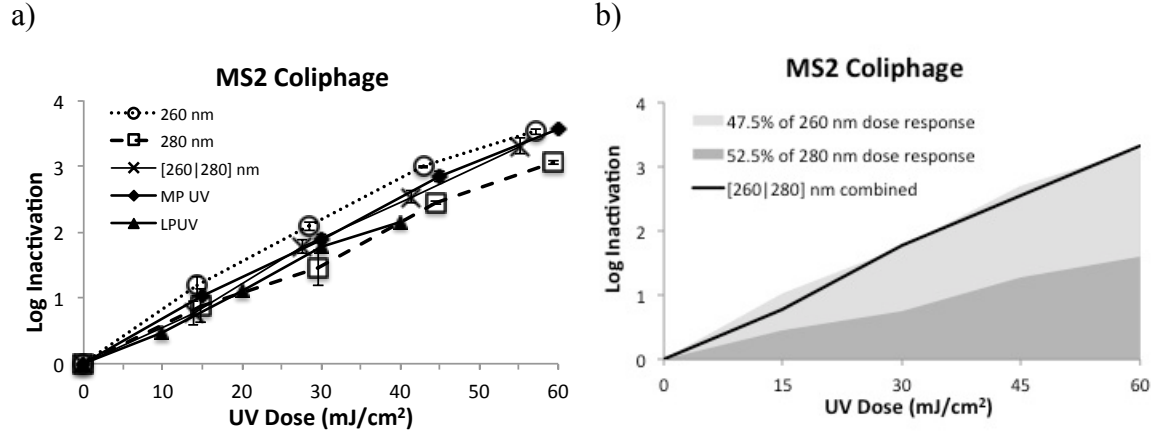 a)
MS2 Coliphage
260 nm
280 nm
[260|280] nm
MP UV
LPUV
Log Inactivation
4
3
2
1
0
0 10 20 30 40 50 60
UV Dose (mJ/cm²)
b)
MS2 Coliphage
47.5% of 260 nm dose response
52.5% of 280 nm dose response
[260|280] nm combined
Log Inactivation
4
3
2
1
0
0 15 30 45 60
UV Dose (mJ/cm²)